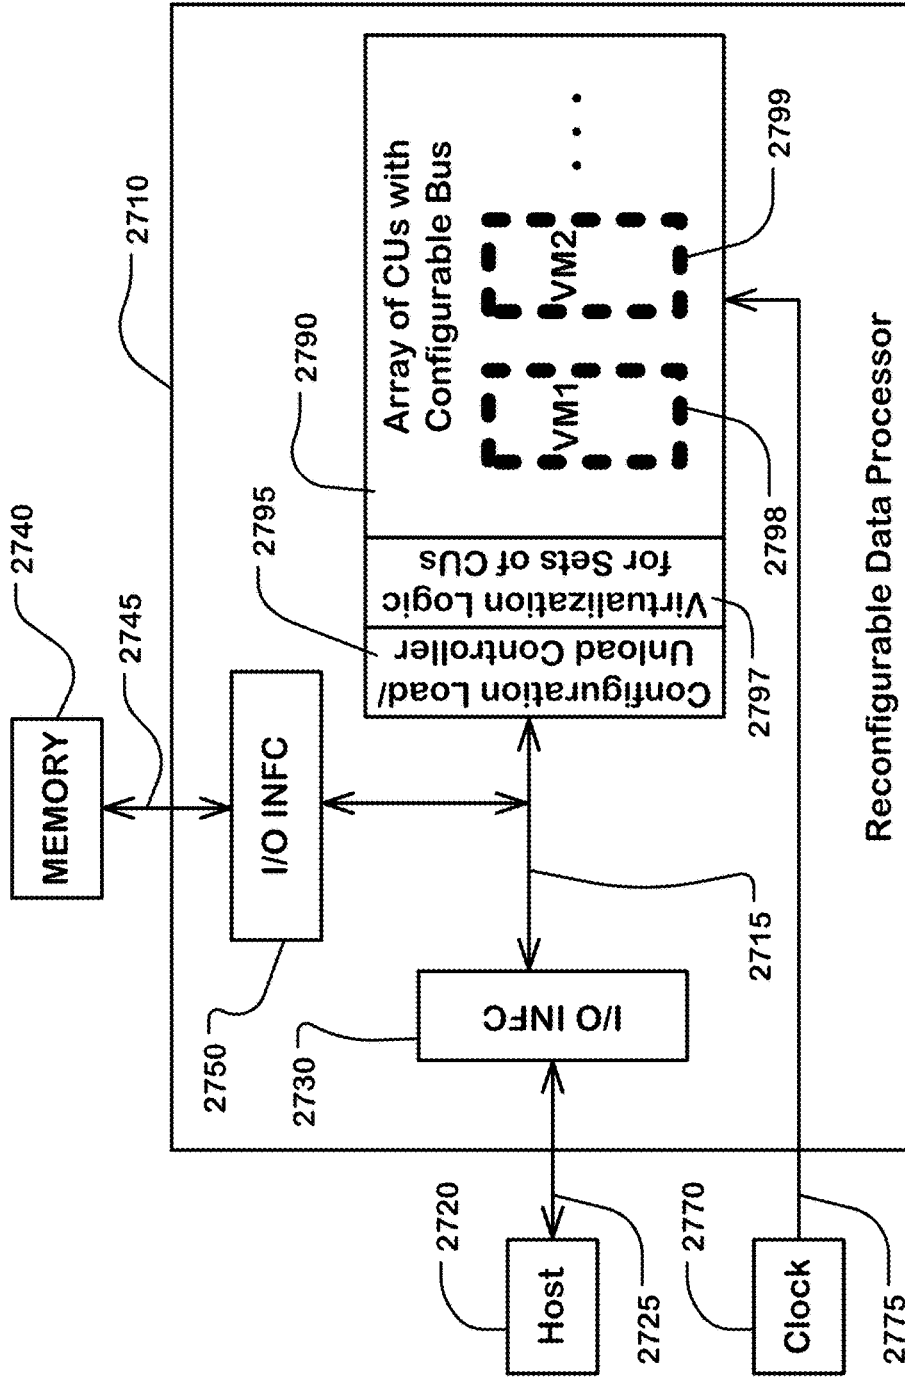 2710
2740
MEMORY
2745
2750
I/O INFC
2795
2790
Array of CUs with
Configurable Bus
VM1
VM2
. . .
2798
2799
Configuration Load/
Unload Controller
Virtualization Logic
for Sets of CUs
2797
2730
I/O INFC
2715
2720
Host
2725
2770
Clock
2775
Reconfigurable Data Processor